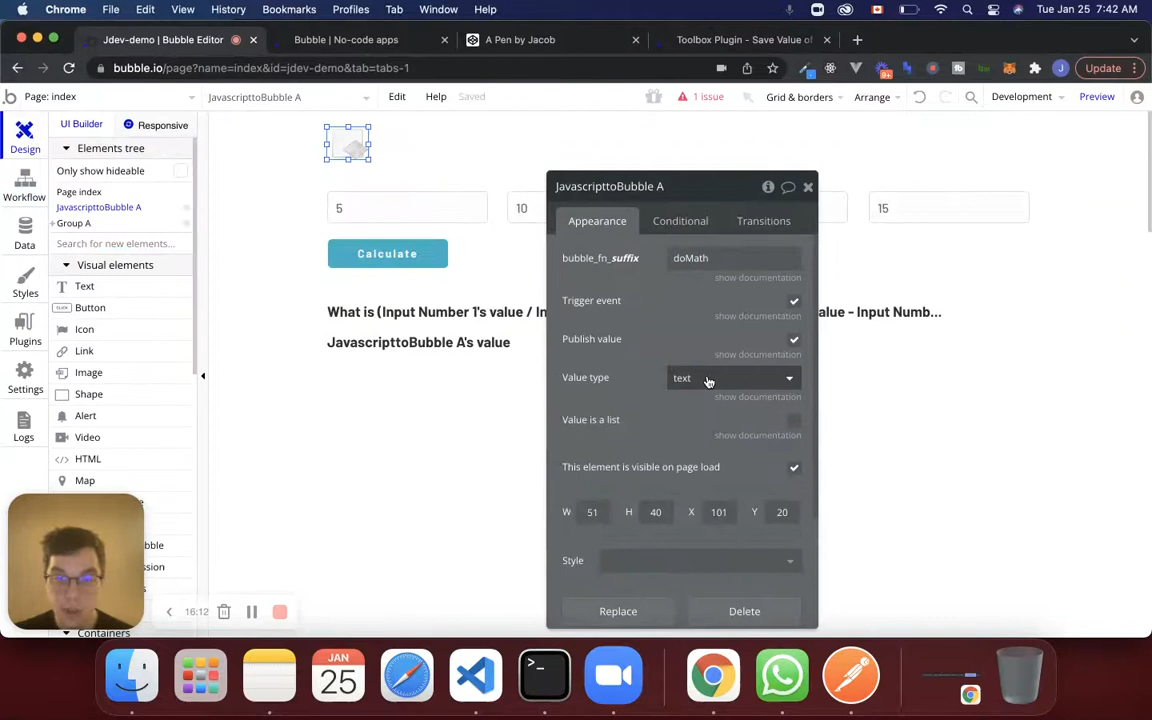 Chrome File Edit View History Bookmarks Profiles Tab Window Help Tue Jan 25 7:42 AM
Jdev-demo | Bubble Editor Bubble | No-code apps A Pen by Jacob Toolbox Plugin - Save Value of
bubble.io/page?name=index&id=jdev-demo&tab=tabs-1 9+ J Update
Page: index JavascripttoBubble A Edit Help Saved 1 issue Grid & borders Arrange Development Preview
UI Builder Responsive
Design
Elements tree
Only show hideable
Workflow
Page index
JavascripttoBubble A
Group A
Search for new elements...
Data
Visual elements
Styles
Text
Button
Icon
Plugins
Link
Image
Settings
Shape
Alert
Logs
Video
HTML
Map
bble
ession
Containers
5 10 15
Calculate
What is (Input Number 1's value / In alue - Input Numb...
JavascripttoBubble A's value
JavascripttoBubble A
Appearance Conditional Transitions
bubble_fn_suffix doMath
show documentation
Trigger event
show documentation
Publish value
show documentation
Value type text
show documentation
Value is a list
show documentation
This element is visible on page load
W 51 H 40 X 101 Y 20
Style
Replace Delete
16:12
JAN
25